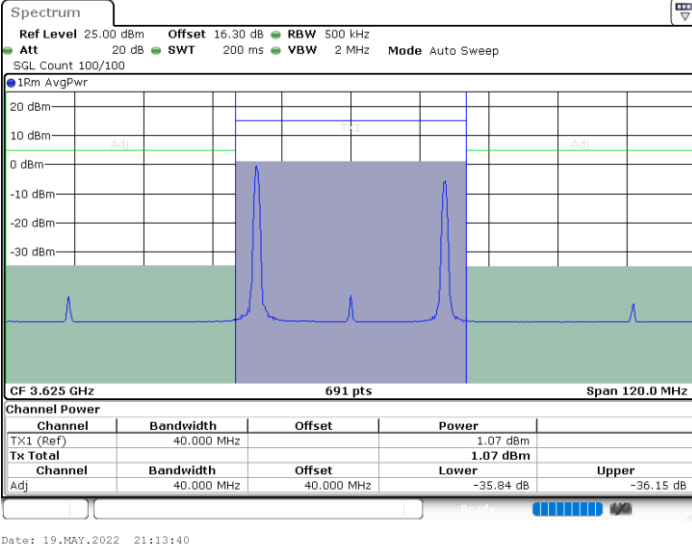 Spectrum
Ref Level 25.00 dBm Offset 16.30 dB RBW 500 kHz
Att 20 dB SWT 200 ms VBW 2 MHz Mode Auto Sweep
SGL Count 100/100
1Rm AvgPwr
20 dBm
TX1
10 dBm
Adj Adj
0 dBm
-10 dBm
-20 dBm
-30 dBm
CF 3.625 GHz 691 pts Span 120.0 MHz
Channel Power
Channel Bandwidth Offset Power
TX1 (Ref) 40.000 MHz 1.07 dBm
Tx Total 1.07 dBm
Channel Bandwidth Offset Lower Upper
Adj 40.000 MHz 40.000 MHz -35.84 dB -36.15 dB
Ready
Date: 19.MAY.2022 21:13:40